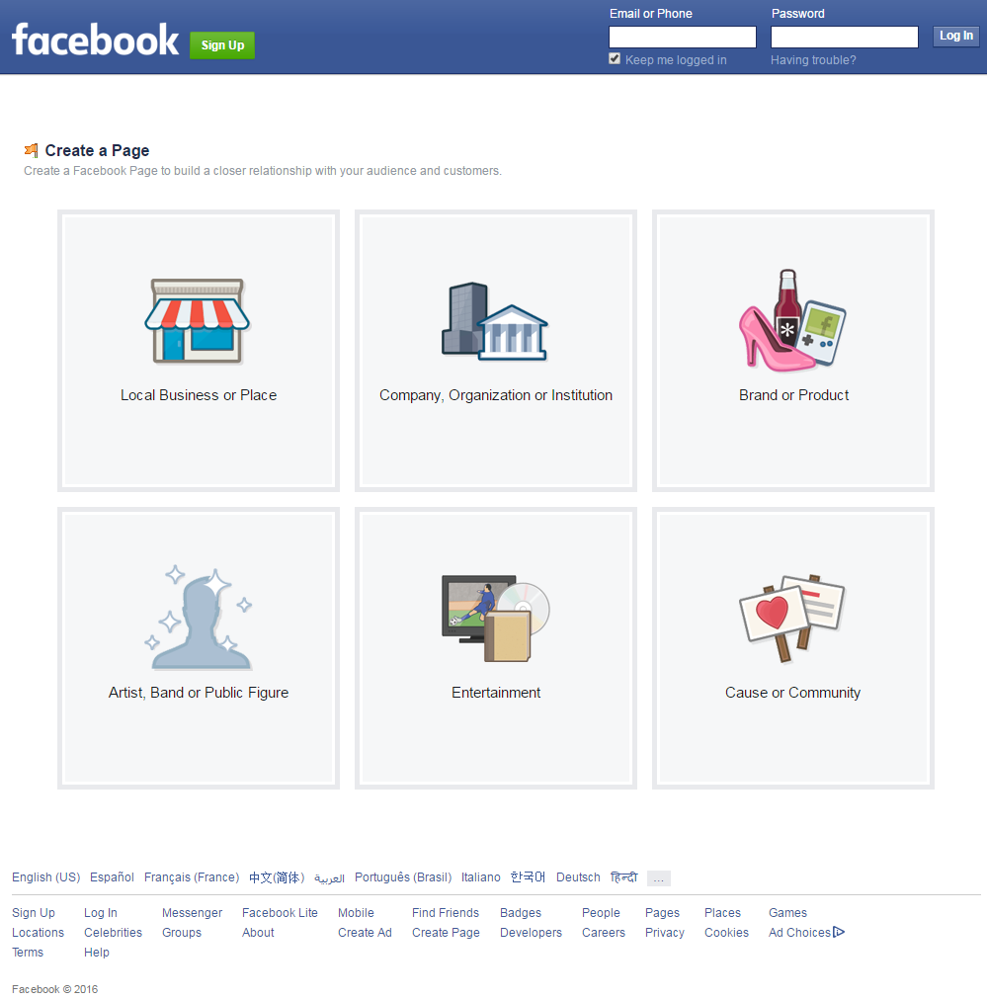 facebook
Sign Up
Email or Phone
Password
Log In
Keep me logged in
Having trouble?
Create a Page
Create a Facebook Page to build a closer relationship with your audience and customers.
Local Business or Place
Company, Organization or Institution
Brand or Product
Artist, Band or Public Figure
Entertainment
Cause or Community
English (US) Español Français (France) 中文(简体) العربية Português (Brasil) Italiano 한국어 Deutsch हिन्दी ...
Sign Up Log In Messenger Facebook Lite Mobile Find Friends Badges People Pages Places Games
Locations Celebrities Groups About Create Ad Create Page Developers Careers Privacy Cookies Ad Choices
Terms Help
Facebook © 2016